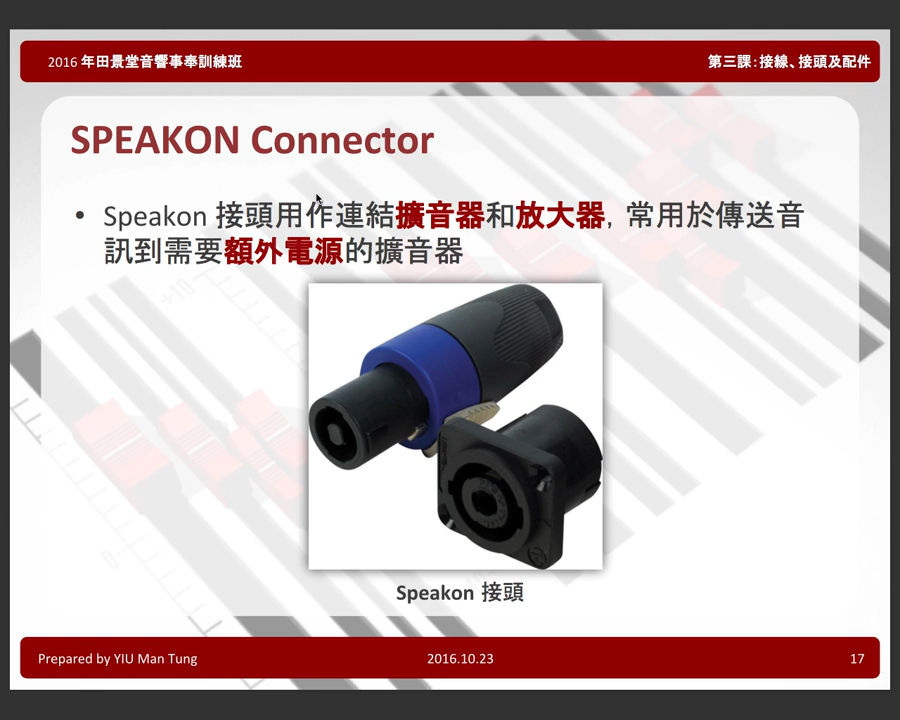 2016 年田景堂音響事奉訓練班
第三課：接線、接頭及配件
SPEAKON Connector
• Speakon 接頭用作連結擴音器和放大器，常用於傳送音
訊到需要額外電源的擴音器
Speakon 接頭
Prepared by YIU Man Tung
2016.10.23
17